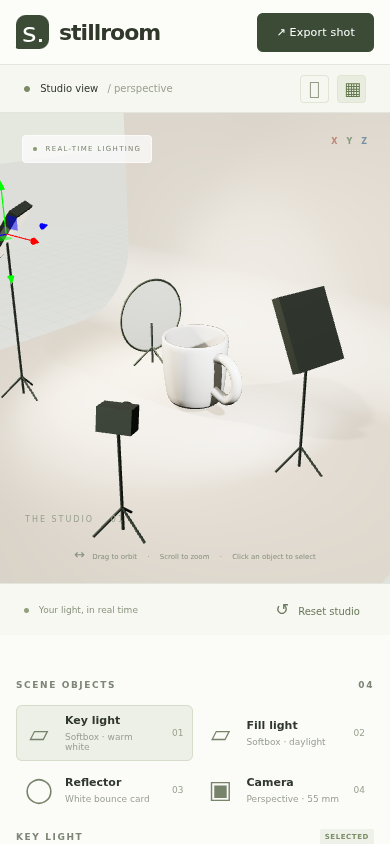 s. stillroom
↗ Export shot
Studio view / perspective
REAL-TIME LIGHTING
X Y Z
THE STUDIO
↔ Drag to orbit · Scroll to zoom · Click an object to select
Your light, in real time
↺ Reset studio
SCENE OBJECTS 04
Key light
Softbox · warm white
01
Fill light
Softbox · daylight
02
Reflector
White bounce card
03
Camera
Perspective · 55 mm
04
KEY LIGHT SELECTED